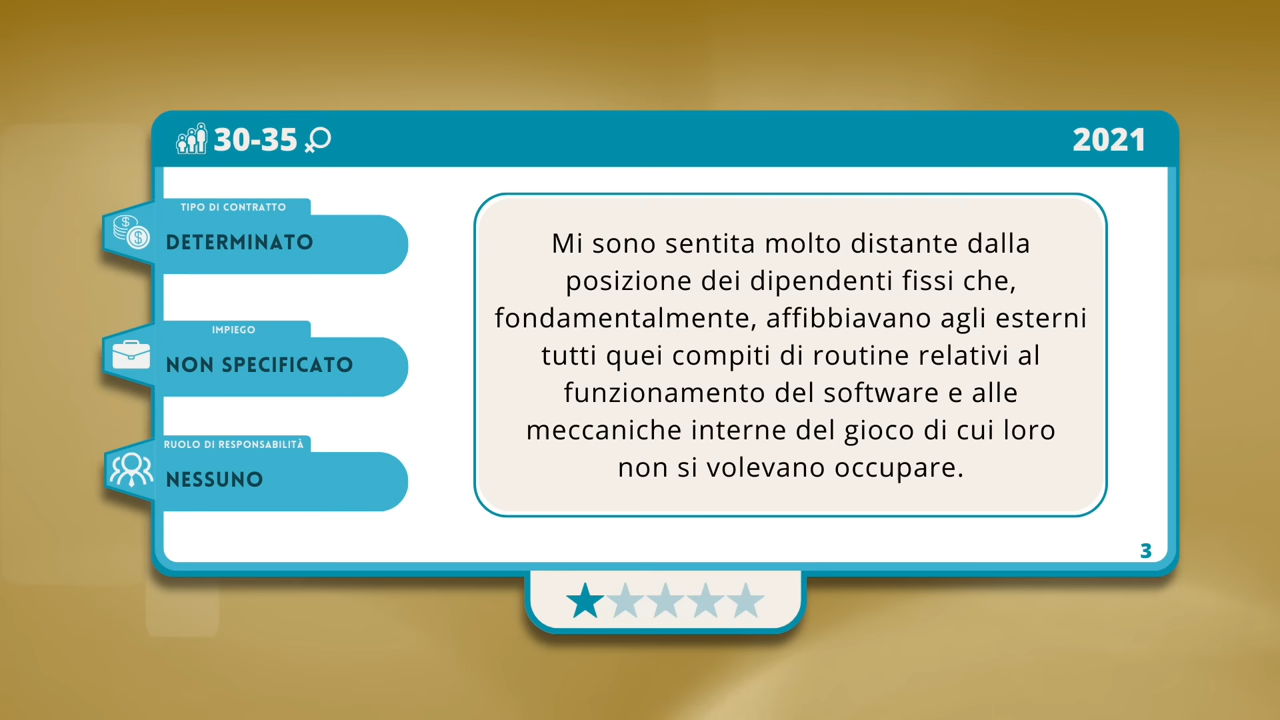 30-35
2021
TIPO DI CONTRATTO
DETERMINATO
IMPIEGO
NON SPECIFICATO
RUOLO DI RESPONSABILITÀ
NESSUNO
Mi sono sentita molto distante dalla
posizione dei dipendenti fissi che,
fondamentalmente, affibbiavano agli esterni
tutti quei compiti di routine relativi al
funzionamento del software e alle
meccaniche interne del gioco di cui loro
non si volevano occupare.
3